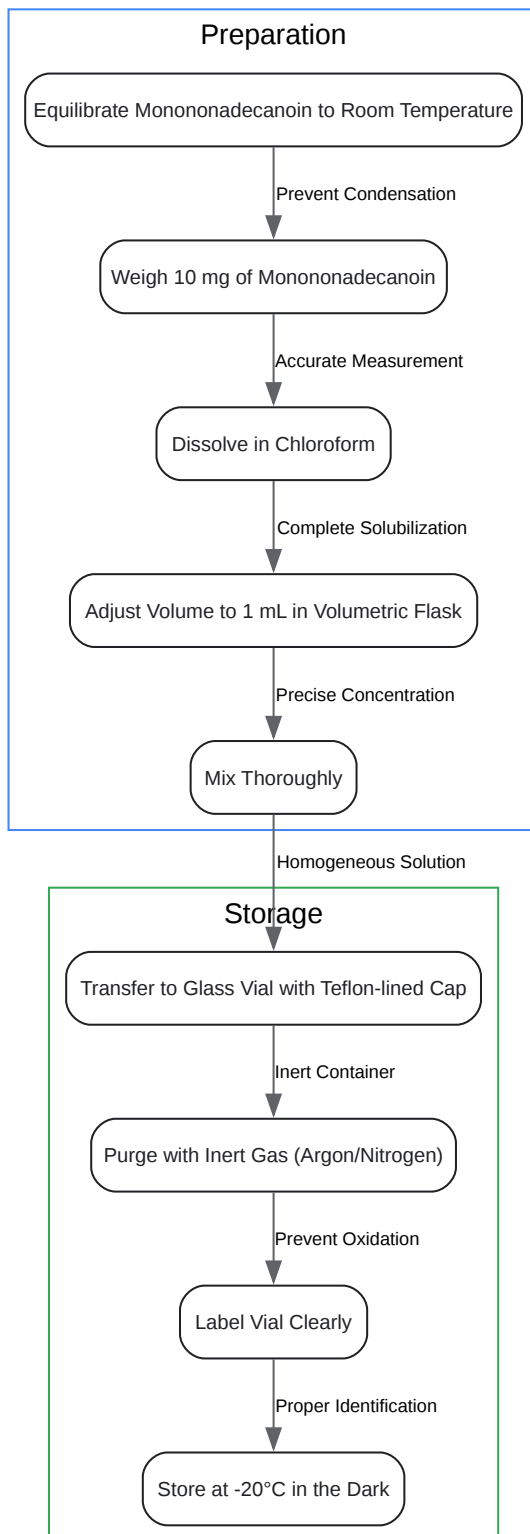 Preparation
Equilibrate Monononadecanoin to Room Temperature
Prevent Condensation
Weigh 10 mg of Monononadecanoin
Accurate Measurement
Dissolve in Chloroform
Complete Solubilization
Adjust Volume to 1 mL in Volumetric Flask
Precise Concentration
Mix Thoroughly
Homogeneous Solution
Storage
Transfer to Glass Vial with Teflon-lined Cap
Inert Container
Purge with Inert Gas (Argon/Nitrogen)
Prevent Oxidation
Label Vial Clearly
Proper Identification
Store at -20°C in the Dark